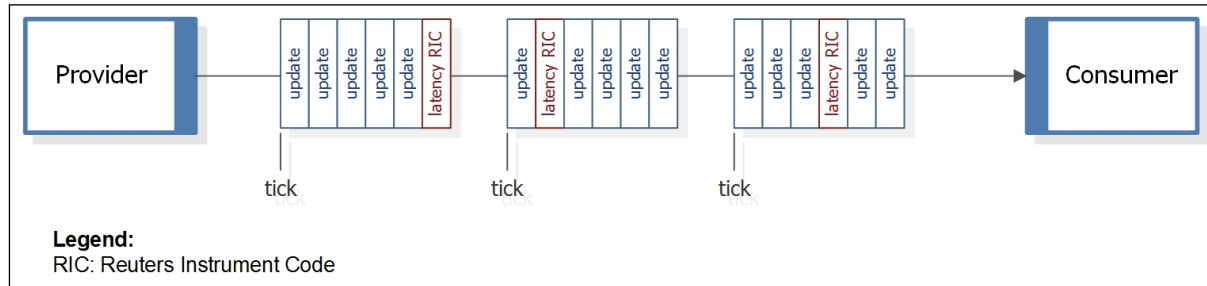 Provider
update
update
update
update
update
latency RIC
update
latency RIC
update
update
update
update
update
update
update
latency RIC
update
update
Consumer
tick
tick
tick
Legend:
RIC: Reuters Instrument Code